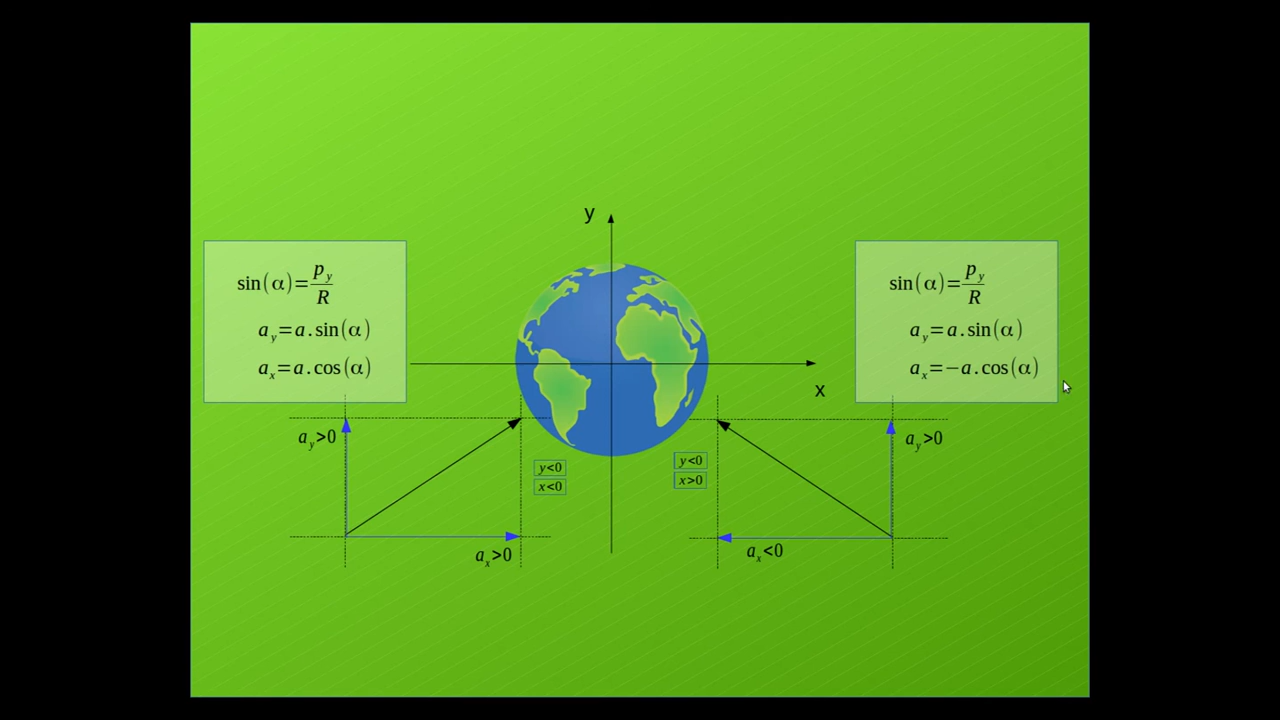 y
sin(α)=p_y/R
a_y=a.sin(α)
a_x=a.cos(α)
sin(α)=p_y/R
a_y=a.sin(α)
a_x=−a.cos(α)
x
a_y>0
a_y>0
y<0
x<0
y<0
x>0
a_x>0
a_x<0